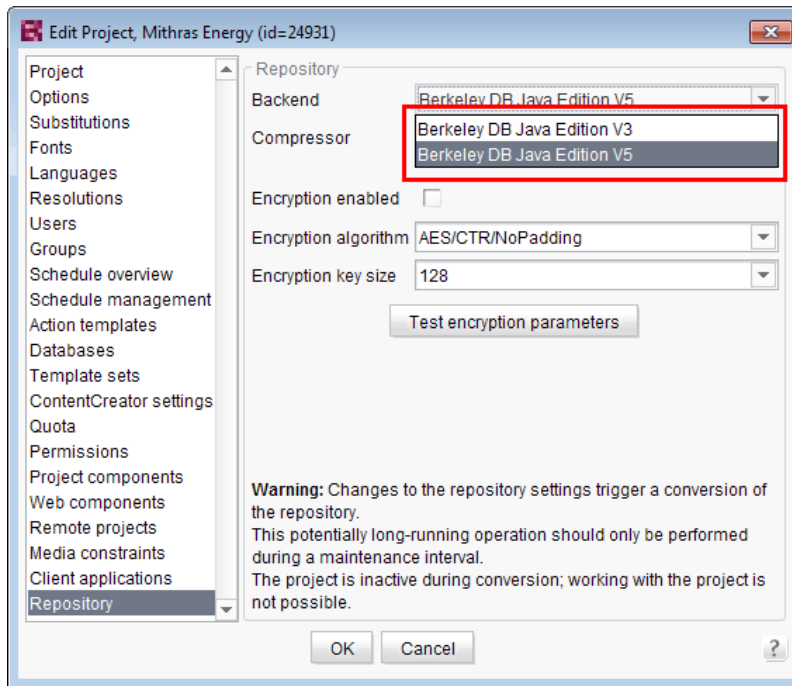 Edit Project, Mithras Energy (id=24931)
Project
Options
Substitutions
Fonts
Languages
Resolutions
Users
Groups
Schedule overview
Schedule management
Action templates
Databases
Template sets
ContentCreator settings
Quota
Permissions
Project components
Web components
Remote projects
Media constraints
Client applications
Repository
Repository
Backend Berkeley DB Java Edition V5
Berkeley DB Java Edition V3
Compressor
Berkeley DB Java Edition V5
Encryption enabled
Encryption algorithm AES/CTR/NoPadding
Encryption key size 128
Test encryption parameters
Warning: Changes to the repository settings trigger a conversion of
the repository.
This potentially long-running operation should only be performed
during a maintenance interval.
The project is inactive during conversion; working with the project is
not possible.
OK Cancel ?